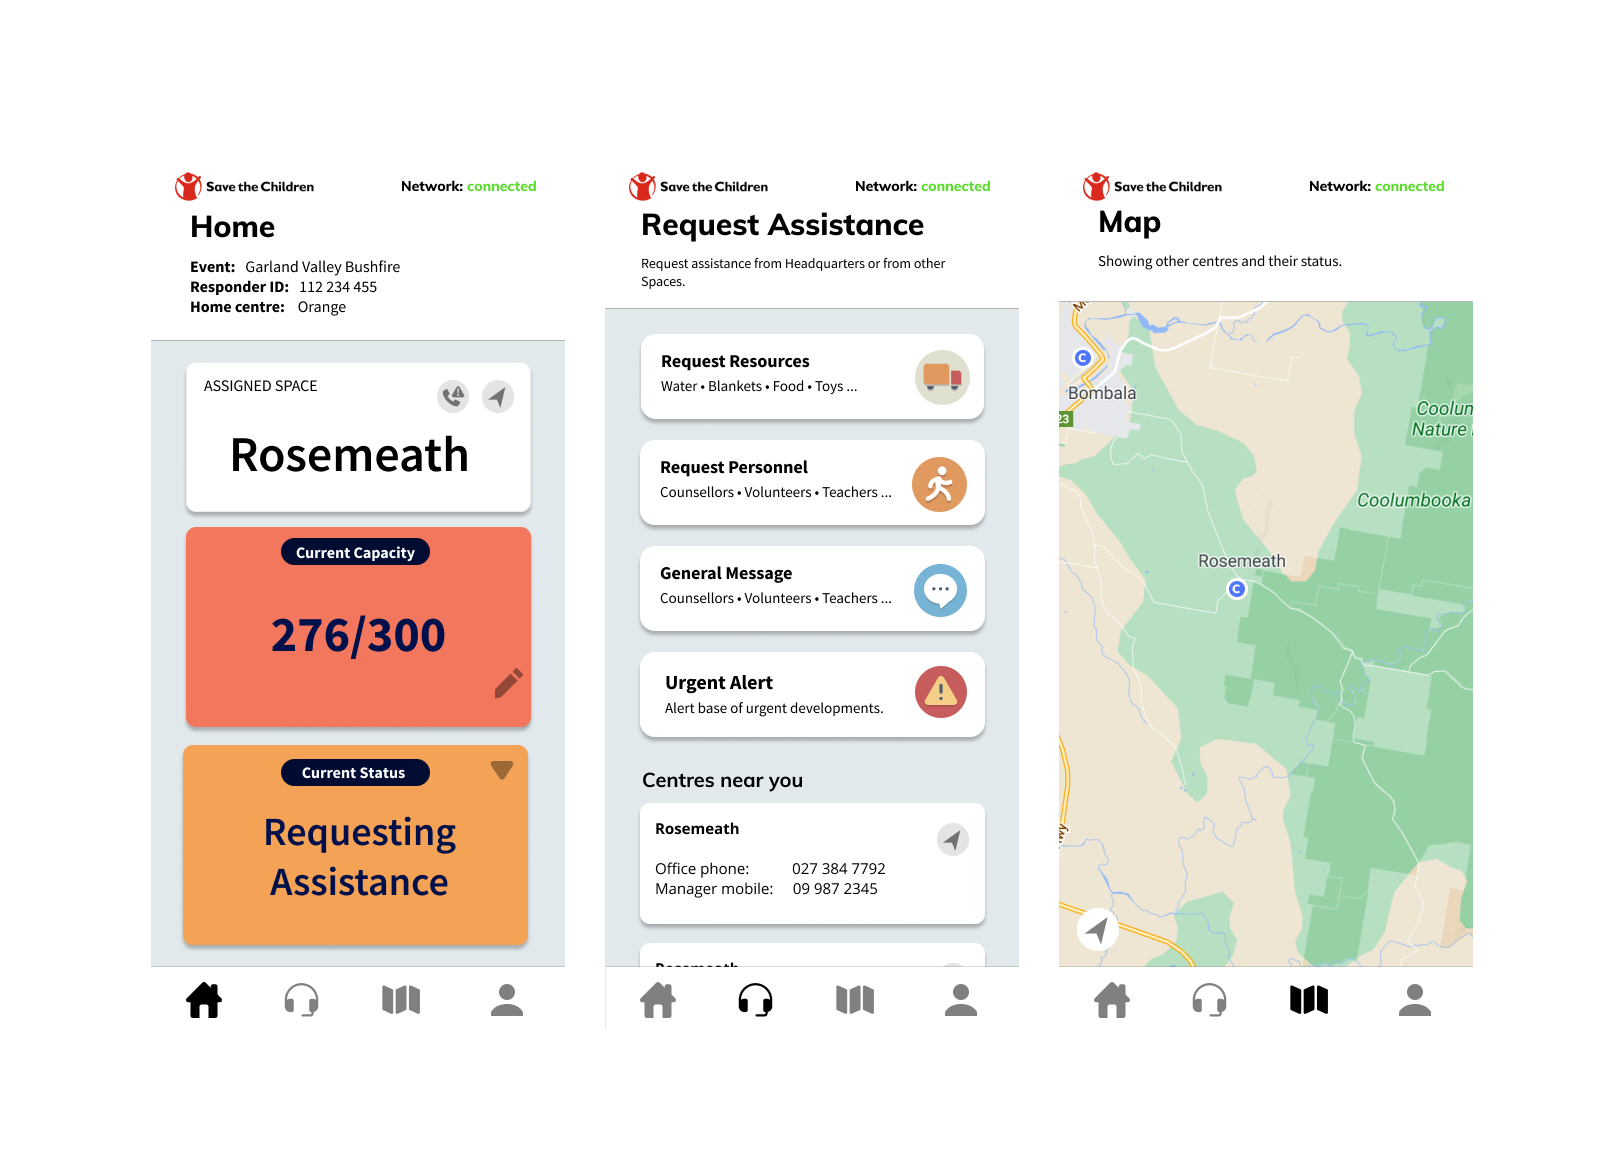 Save the Children
Network: connected
Home
Event: Garland Valley Bushfire
Responder ID: 112 234 455
Home centre: Orange
ASSIGNED SPACE
Rosemeath
Current Capacity
276/300
Current Status
Requesting
Assistance
Save the Children
Network: connected
Request Assistance
Request assistance from Headquarters or from other
Spaces.
Request Resources
Water • Blankets • Food • Toys ...
Request Personnel
Counsellors • Volunteers • Teachers ...
General Message
Counsellors • Volunteers • Teachers ...
Urgent Alert
Alert base of urgent developments.
Centres near you
Rosemeath
Office phone: 027 384 7792
Manager mobile: 09 987 2345
Rosemeath
Save the Children
Network: connected
Map
Showing other centres and their status.
C
Bombala
23
Coolun
Nature
Coolumbooka
Rosemeath
C